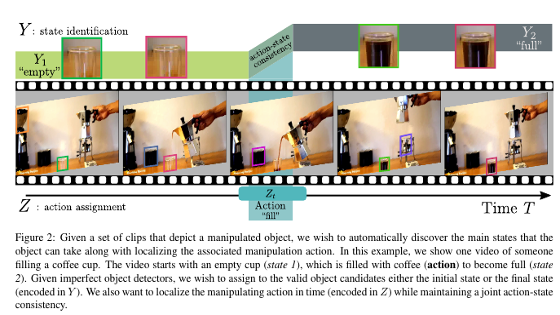 Y : state identification
Y₁
"empty"
action-state
consistency
Y₂
"full"
Z : action assignment
Zₜ
Action
"fill"
Time T
Figure 2: Given a set of clips that depict a manipulated object, we wish to automatically discover the main states that the
object can take along with localizing the associated manipulation action. In this example, we show one video of someone
filling a coffee cup. The video starts with an empty cup (state 1), which is filled with coffee (action) to become full (state
2). Given imperfect object detectors, we wish to assign to the valid object candidates either the initial state or the final state
(encoded in Y). We also want to localize the manipulating action in time (encoded in Z) while maintaining a joint action-state
consistency.